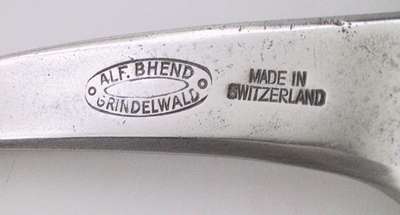 ALF. BHEND
GRINDELWALD
MADE IN
SWITZERLAND